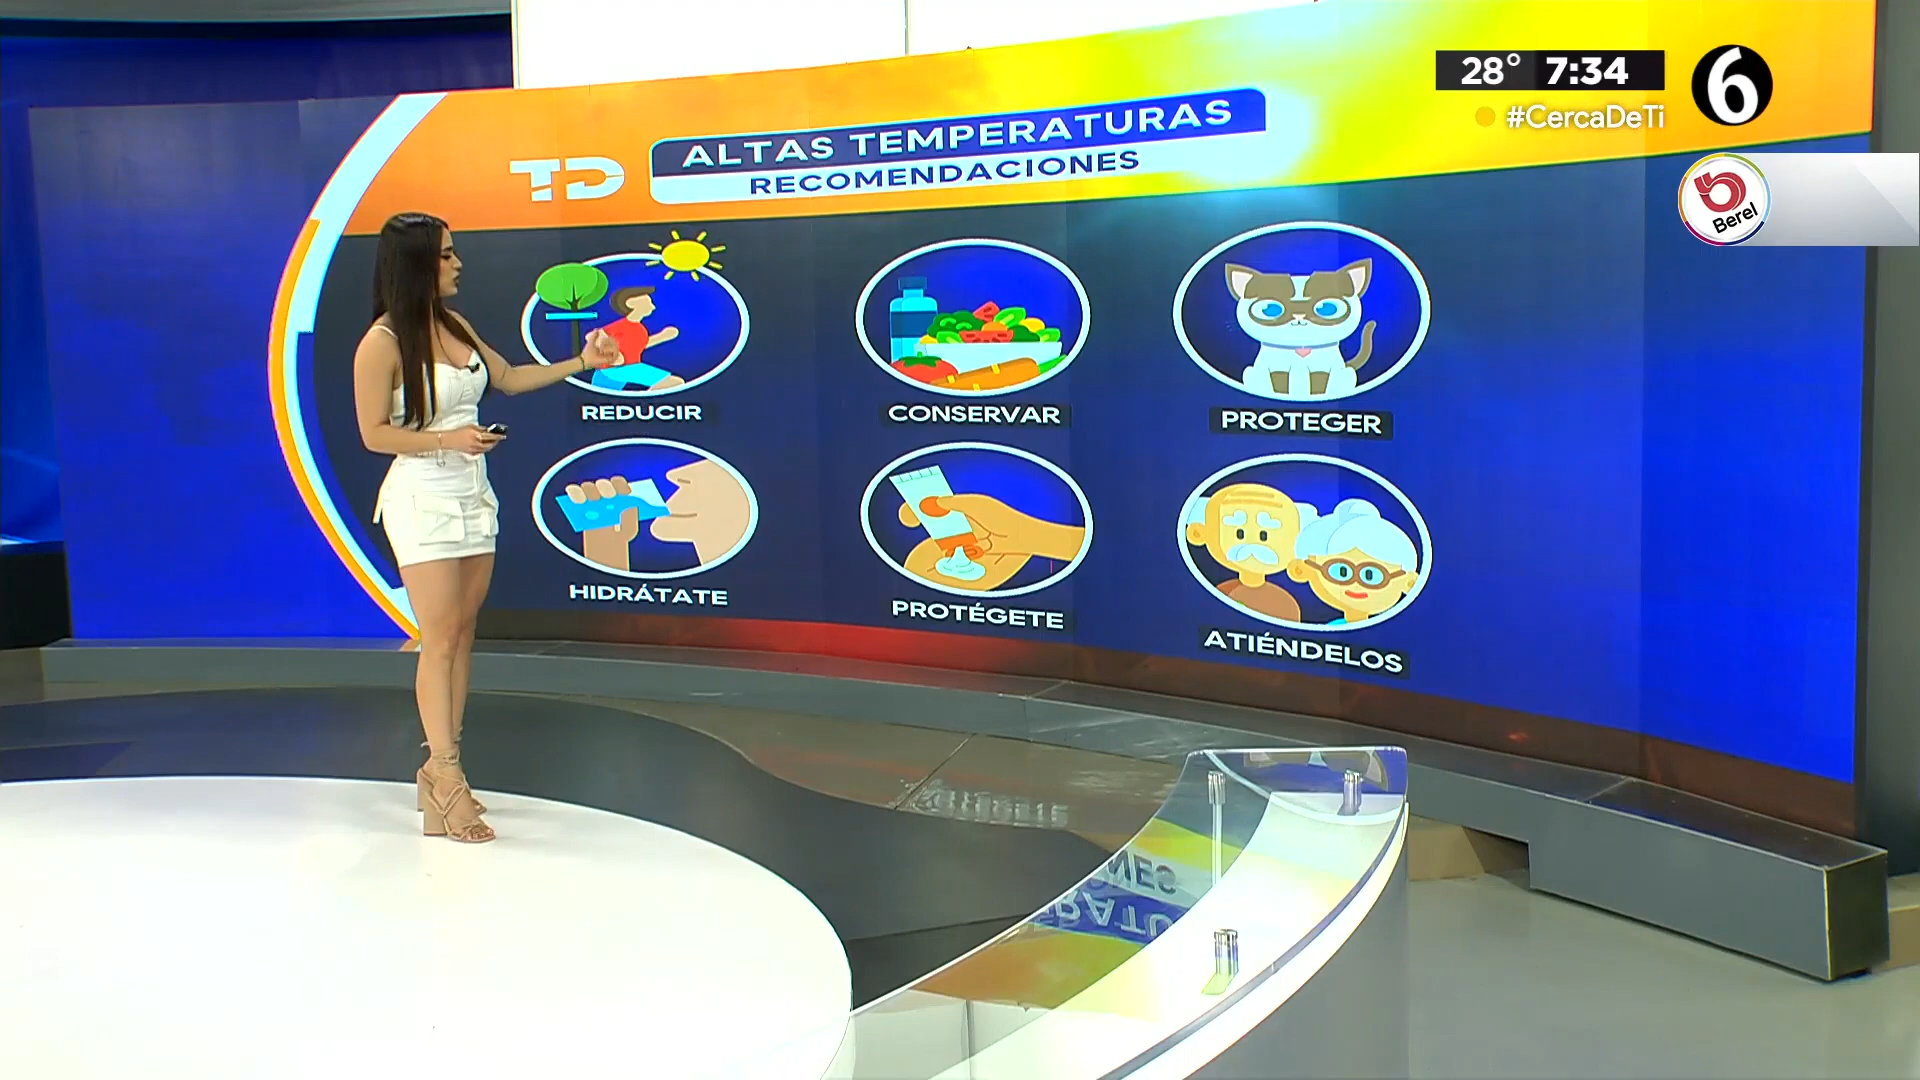 28° 7:34
6
#CercaDeTi
Berel
TD
ALTAS TEMPERATURAS
RECOMENDACIONES
REDUCIR
CONSERVAR
PROTEGER
HIDRÁTATE
PROTÉGETE
ATIÉNDELOS